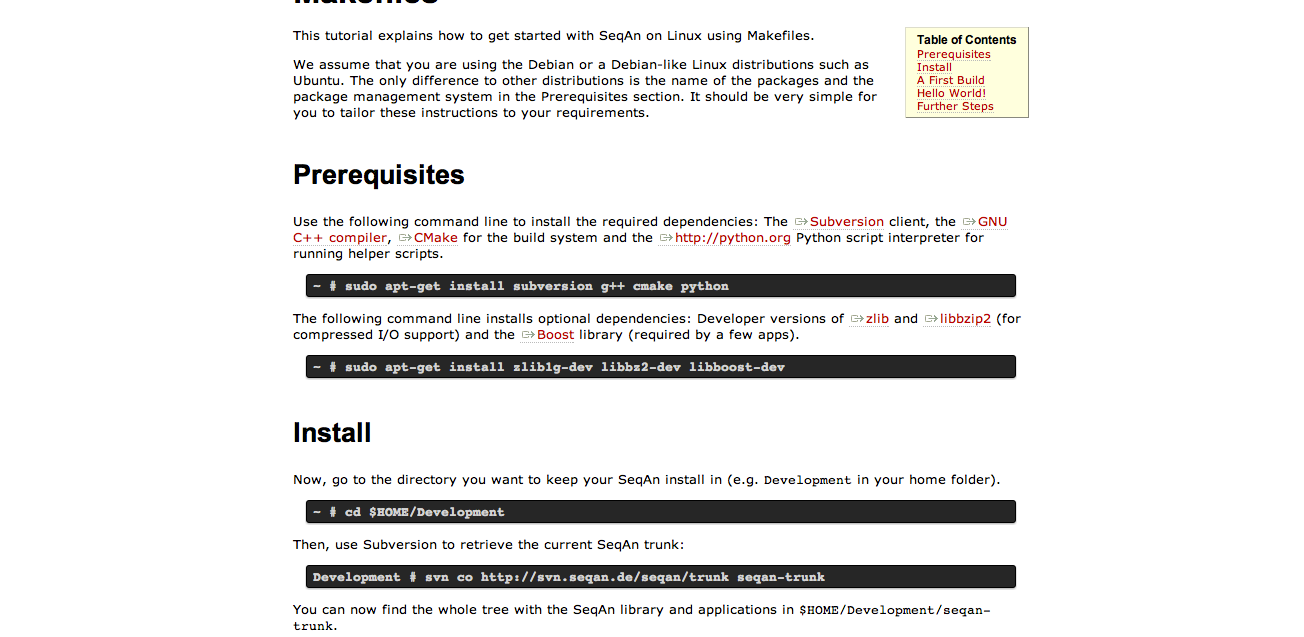 Makefiles
This tutorial explains how to get started with SeqAn on Linux using Makefiles.
We assume that you are using the Debian or a Debian-like Linux distributions such as
Ubuntu. The only difference to other distributions is the name of the packages and the
package management system in the Prerequisites section. It should be very simple for
you to tailor these instructions to your requirements.
Table of Contents
Prerequisites
Install
A First Build
Hello World!
Further Steps
Prerequisites
Use the following command line to install the required dependencies: The Subversion client, the GNU
C++ compiler, CMake for the build system and the http://python.org Python script interpreter for
running helper scripts.
~ # sudo apt-get install subversion g++ cmake python
The following command line installs optional dependencies: Developer versions of zlib and libbzip2 (for
compressed I/O support) and the Boost library (required by a few apps).
~ # sudo apt-get install zlib1g-dev libbz2-dev libboost-dev
Install
Now, go to the directory you want to keep your SeqAn install in (e.g. Development in your home folder).
~ # cd $HOME/Development
Then, use Subversion to retrieve the current SeqAn trunk:
Development # svn co http://svn.seqan.de/seqan/trunk seqan-trunk
You can now find the whole tree with the SeqAn library and applications in $HOME/Development/seqan-
trunk.